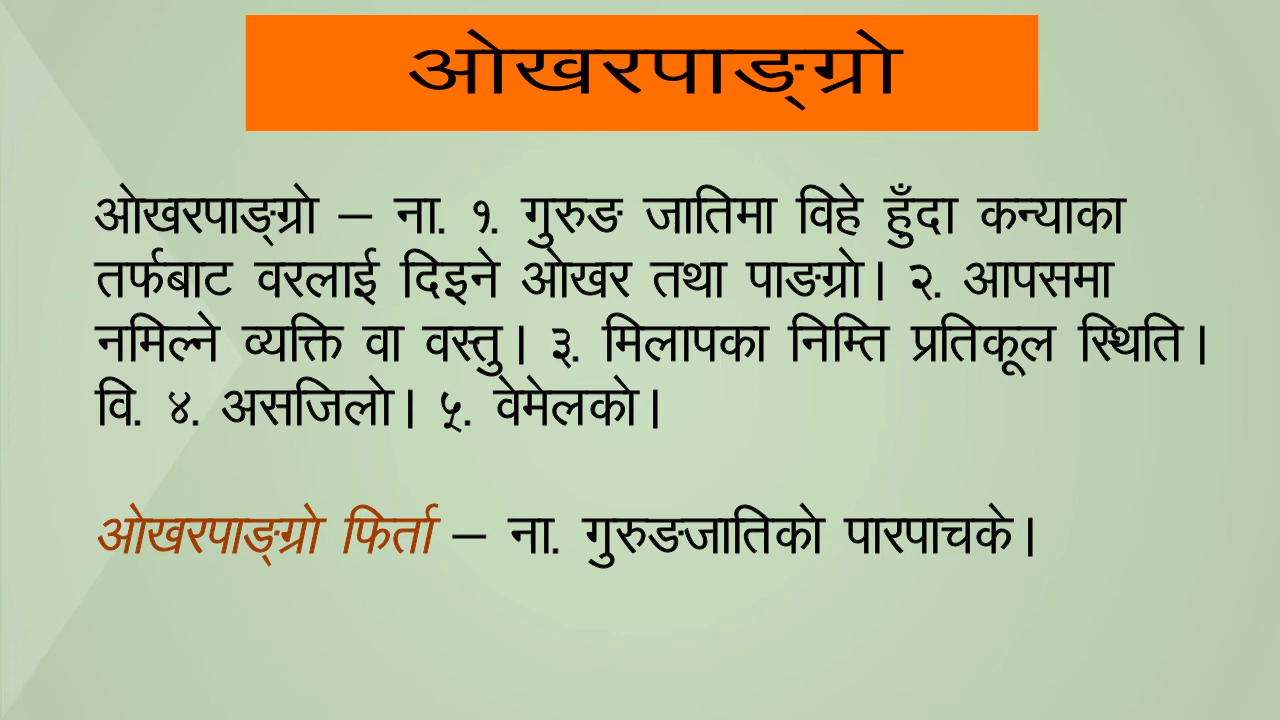 ओखरपाङ्ग्रो
ओखरपाङ्ग्रो – ना. १. गुरुङ जातिमा विहे हुँदा कन्याका
तर्फबाट वरलाई दिइने ओखर तथा पाङग्रो। २. आपसमा
नमिल्ने व्यक्ति वा वस्तु। ३. मिलापका निम्ति प्रतिकूल स्थिति।
वि. ४. असजिलो। ५. वेमेलको।
ओखरपाङ्ग्रो फिर्ता – ना. गुरुङजातिको पारपाचके।